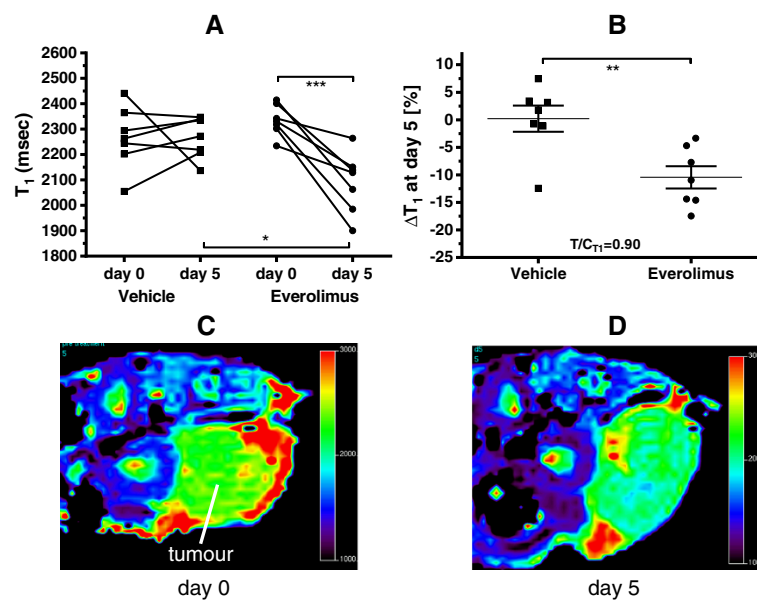 A
B
T1 (msec)
2600
2500
2400
2300
2200
2100
2000
1900
1800
***
*
day 0
day 5
day 0
day 5
Vehicle
Everolimus
ΔT1 at day 5 [%]
10
5
0
-5
-10
-15
-20
-25
**
T/CT1=0.90
Vehicle
Everolimus
C
D
5
3000
2000
1000
tumour
day 0
5
day 5